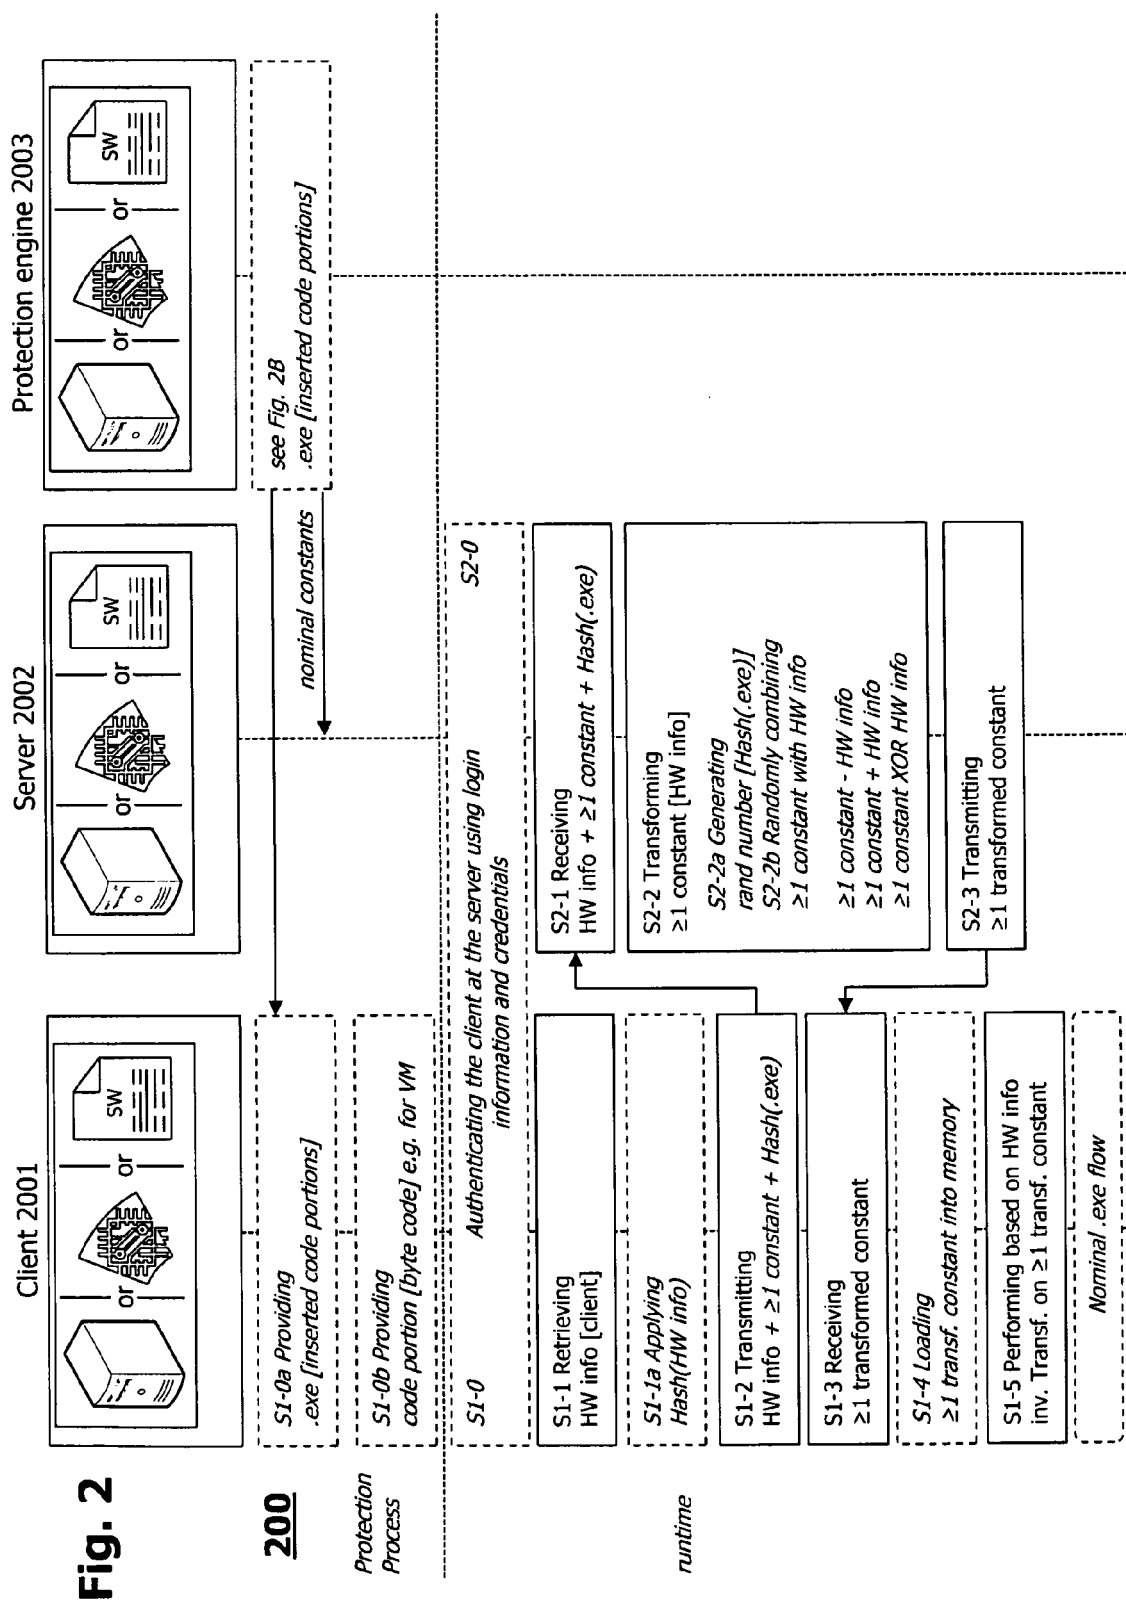 Fig. 2
200
Protection
Process
runtime
Client 2001
or
or
SW
Server 2002
or
or
SW
Protection engine 2003
or
or
SW
S1-0a Providing
.exe [inserted code portions]
see Fig. 2B
.exe [inserted code portions]
nominal constants
S1-0b Providing
code portion [byte code] e.g. for VM
S1-0
Authenticating the client at the server using login
information and credentials
S2-0
S1-1 Retrieving
HW info [client]
S1-1a Applying
Hash(HW info)
S1-2 Transmitting
HW info + ≥1 constant + Hash(.exe)
S2-1 Receiving
HW info + ≥1 constant + Hash(.exe)
S2-2 Transforming
≥1 constant [HW info]
S2-2a Generating
rand number [Hash(.exe)]
S2-2b Randomly combining
≥1 constant with HW info
≥1 constant - HW info
≥1 constant + HW info
≥1 constant XOR HW info
S2-3 Transmitting
≥1 transformed constant
S1-3 Receiving
≥1 transformed constant
S1-4 Loading
≥1 transf. constant into memory
S1-5 Performing based on HW info
inv. Transf. on ≥1 transf. constant
Nominal .exe flow